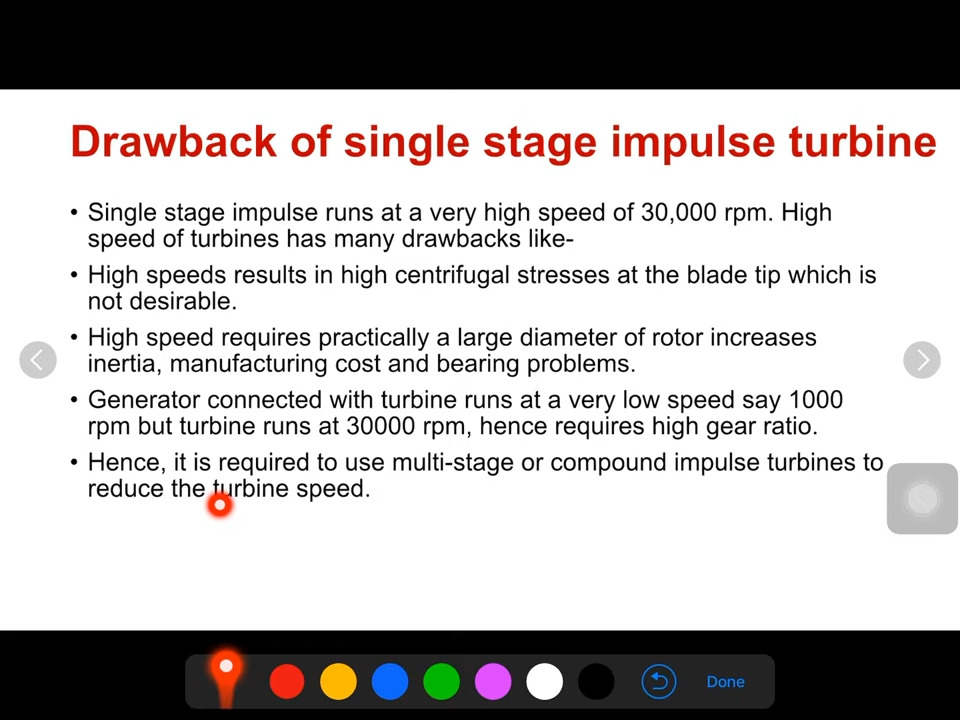 Drawback of single stage impulse turbine
• Single stage impulse runs at a very high speed of 30,000 rpm. High
speed of turbines has many drawbacks like-
• High speeds results in high centrifugal stresses at the blade tip which is
not desirable.
• High speed requires practically a large diameter of rotor increases
inertia, manufacturing cost and bearing problems.
• Generator connected with turbine runs at a very low speed say 1000
rpm but turbine runs at 30000 rpm, hence requires high gear ratio.
• Hence, it is required to use multi-stage or compound impulse turbines to
reduce the turbine speed.
Done